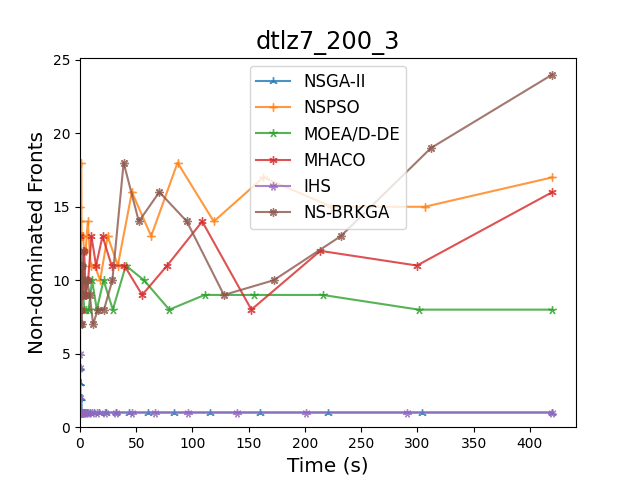 dtlz7_200_3
Non-dominated Fronts
25
20
15
10
5
0
NSGA-II
NSPSO
MOEA/D-DE
MHACO
IHS
NS-BRKGA
0 50 100 150 200 250 300 350 400
Time (s)